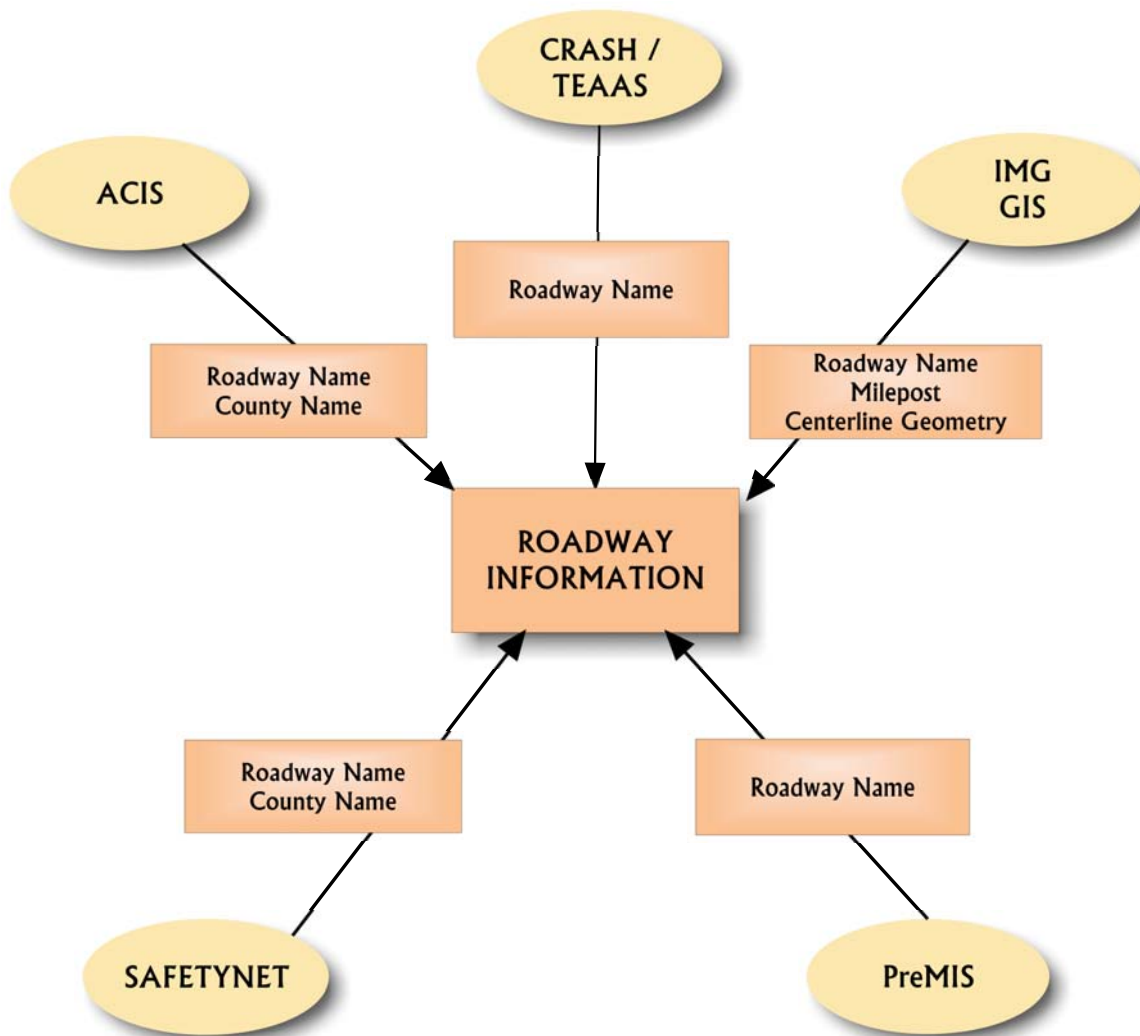 CRASH /
TEAAS
ACIS
IMG
GIS
Roadway Name
Roadway Name
County Name
Roadway Name
Milepost
Centerline Geometry
ROADWAY
INFORMATION
Roadway Name
County Name
Roadway Name
SAFETYNET
PreMIS